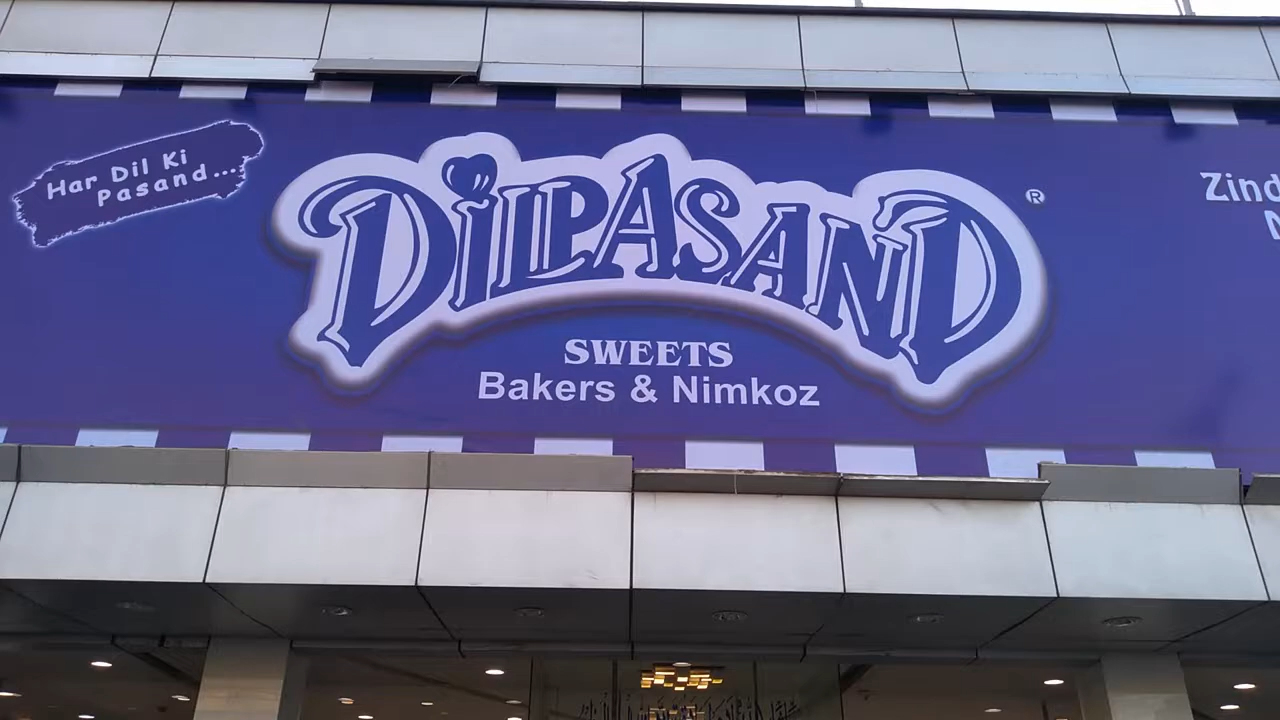 Har Dil Ki
Pasand...
DilPASAND
®
SWEETS
Bakers & Nimkoz